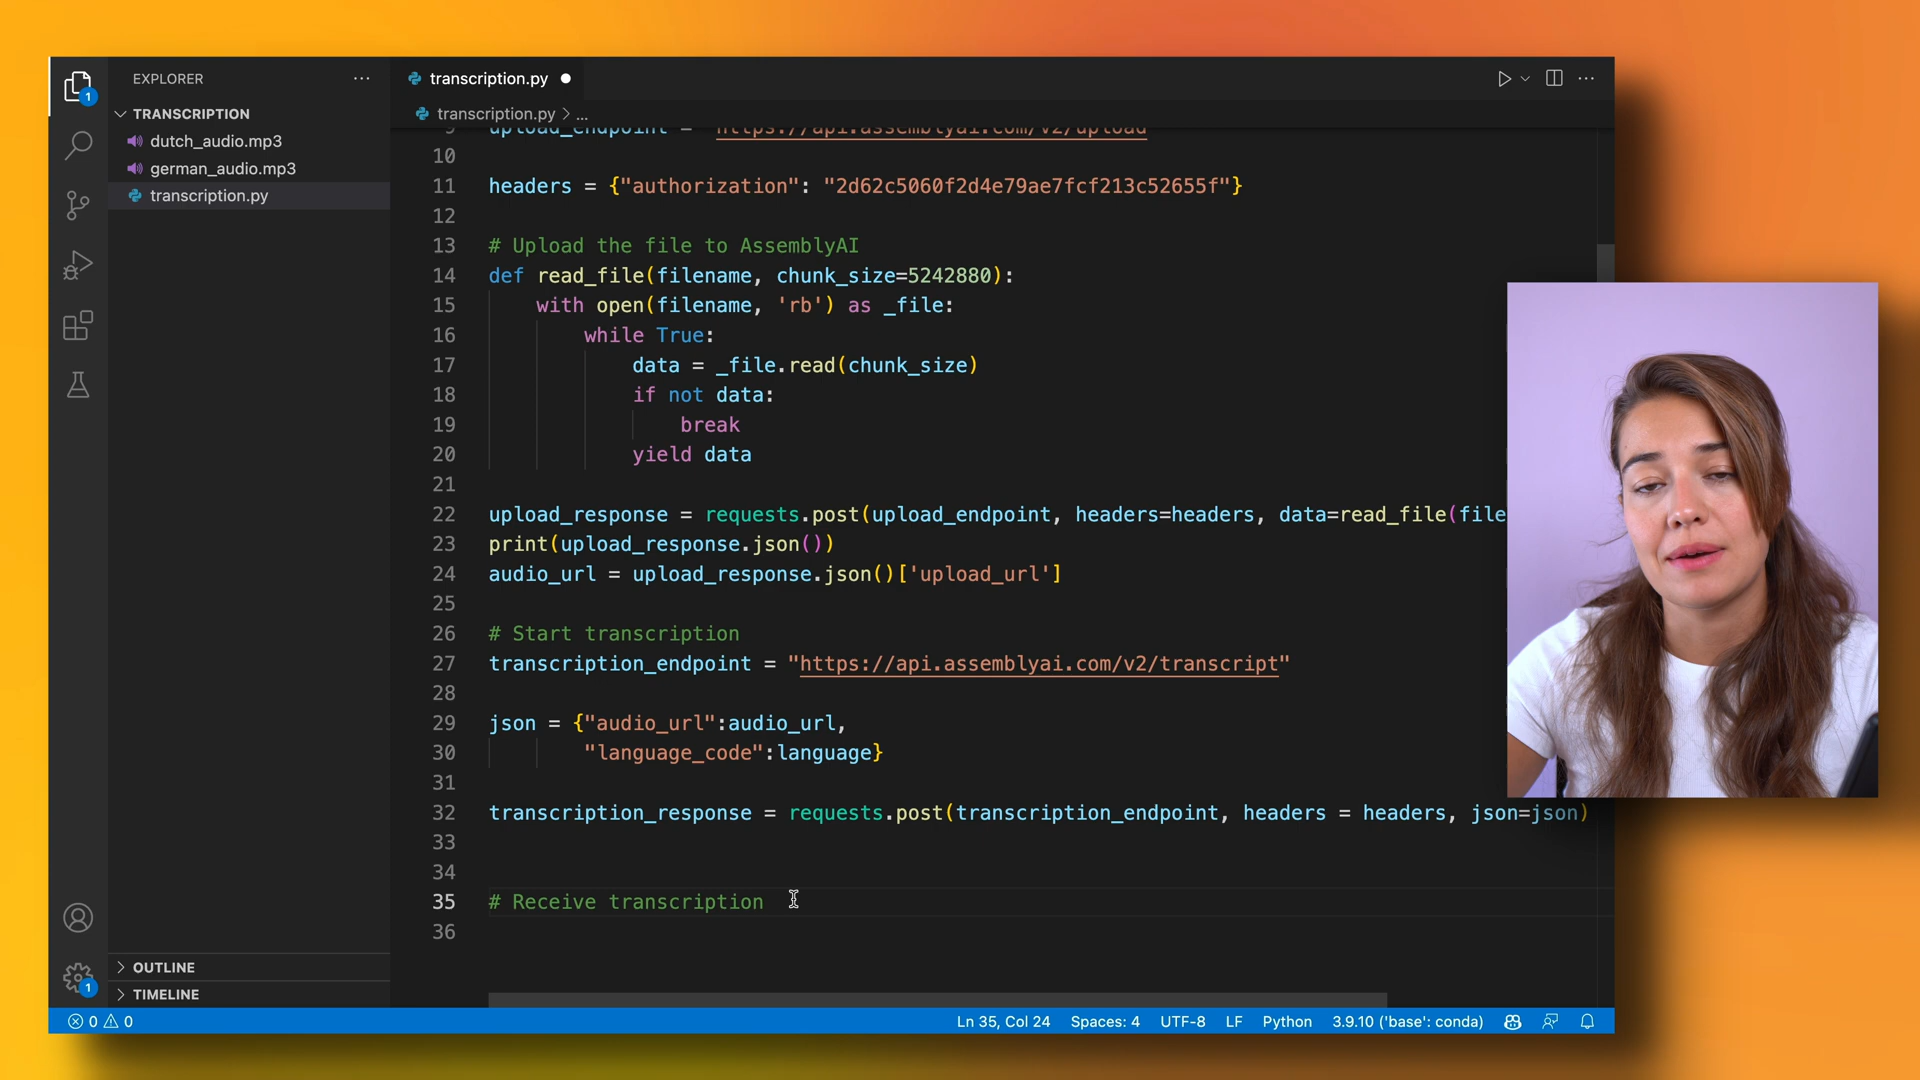 EXPLORER
TRANSCRIPTION
dutch_audio.mp3
german_audio.mp3
transcription.py
OUTLINE
TIMELINE
transcription.py
transcription.py > ...
9 upload_endpoint = "https://api.assemblyai.com/v2/upload"
10
11 headers = {"authorization": "2d62c5060f2d4e79ae7fcf213c52655f"}
12
13 # Upload the file to AssemblyAI
14 def read_file(filename, chunk_size=5242880):
15 with open(filename, 'rb') as _file:
16 while True:
17 data = _file.read(chunk_size)
18 if not data:
19 break
20 yield data
21
22 upload_response = requests.post(upload_endpoint, headers=headers, data=read_file(file
23 print(upload_response.json())
24 audio_url = upload_response.json()['upload_url']
25
26 # Start transcription
27 transcription_endpoint = "https://api.assemblyai.com/v2/transcript"
28
29 json = {"audio_url":audio_url,
30 "language_code":language}
31
32 transcription_response = requests.post(transcription_endpoint, headers = headers, json=json)
33
34
35 # Receive transcription
36
1
1
0 0
Ln 35, Col 24 Spaces: 4 UTF-8 LF Python 3.9.10 ('base': conda)